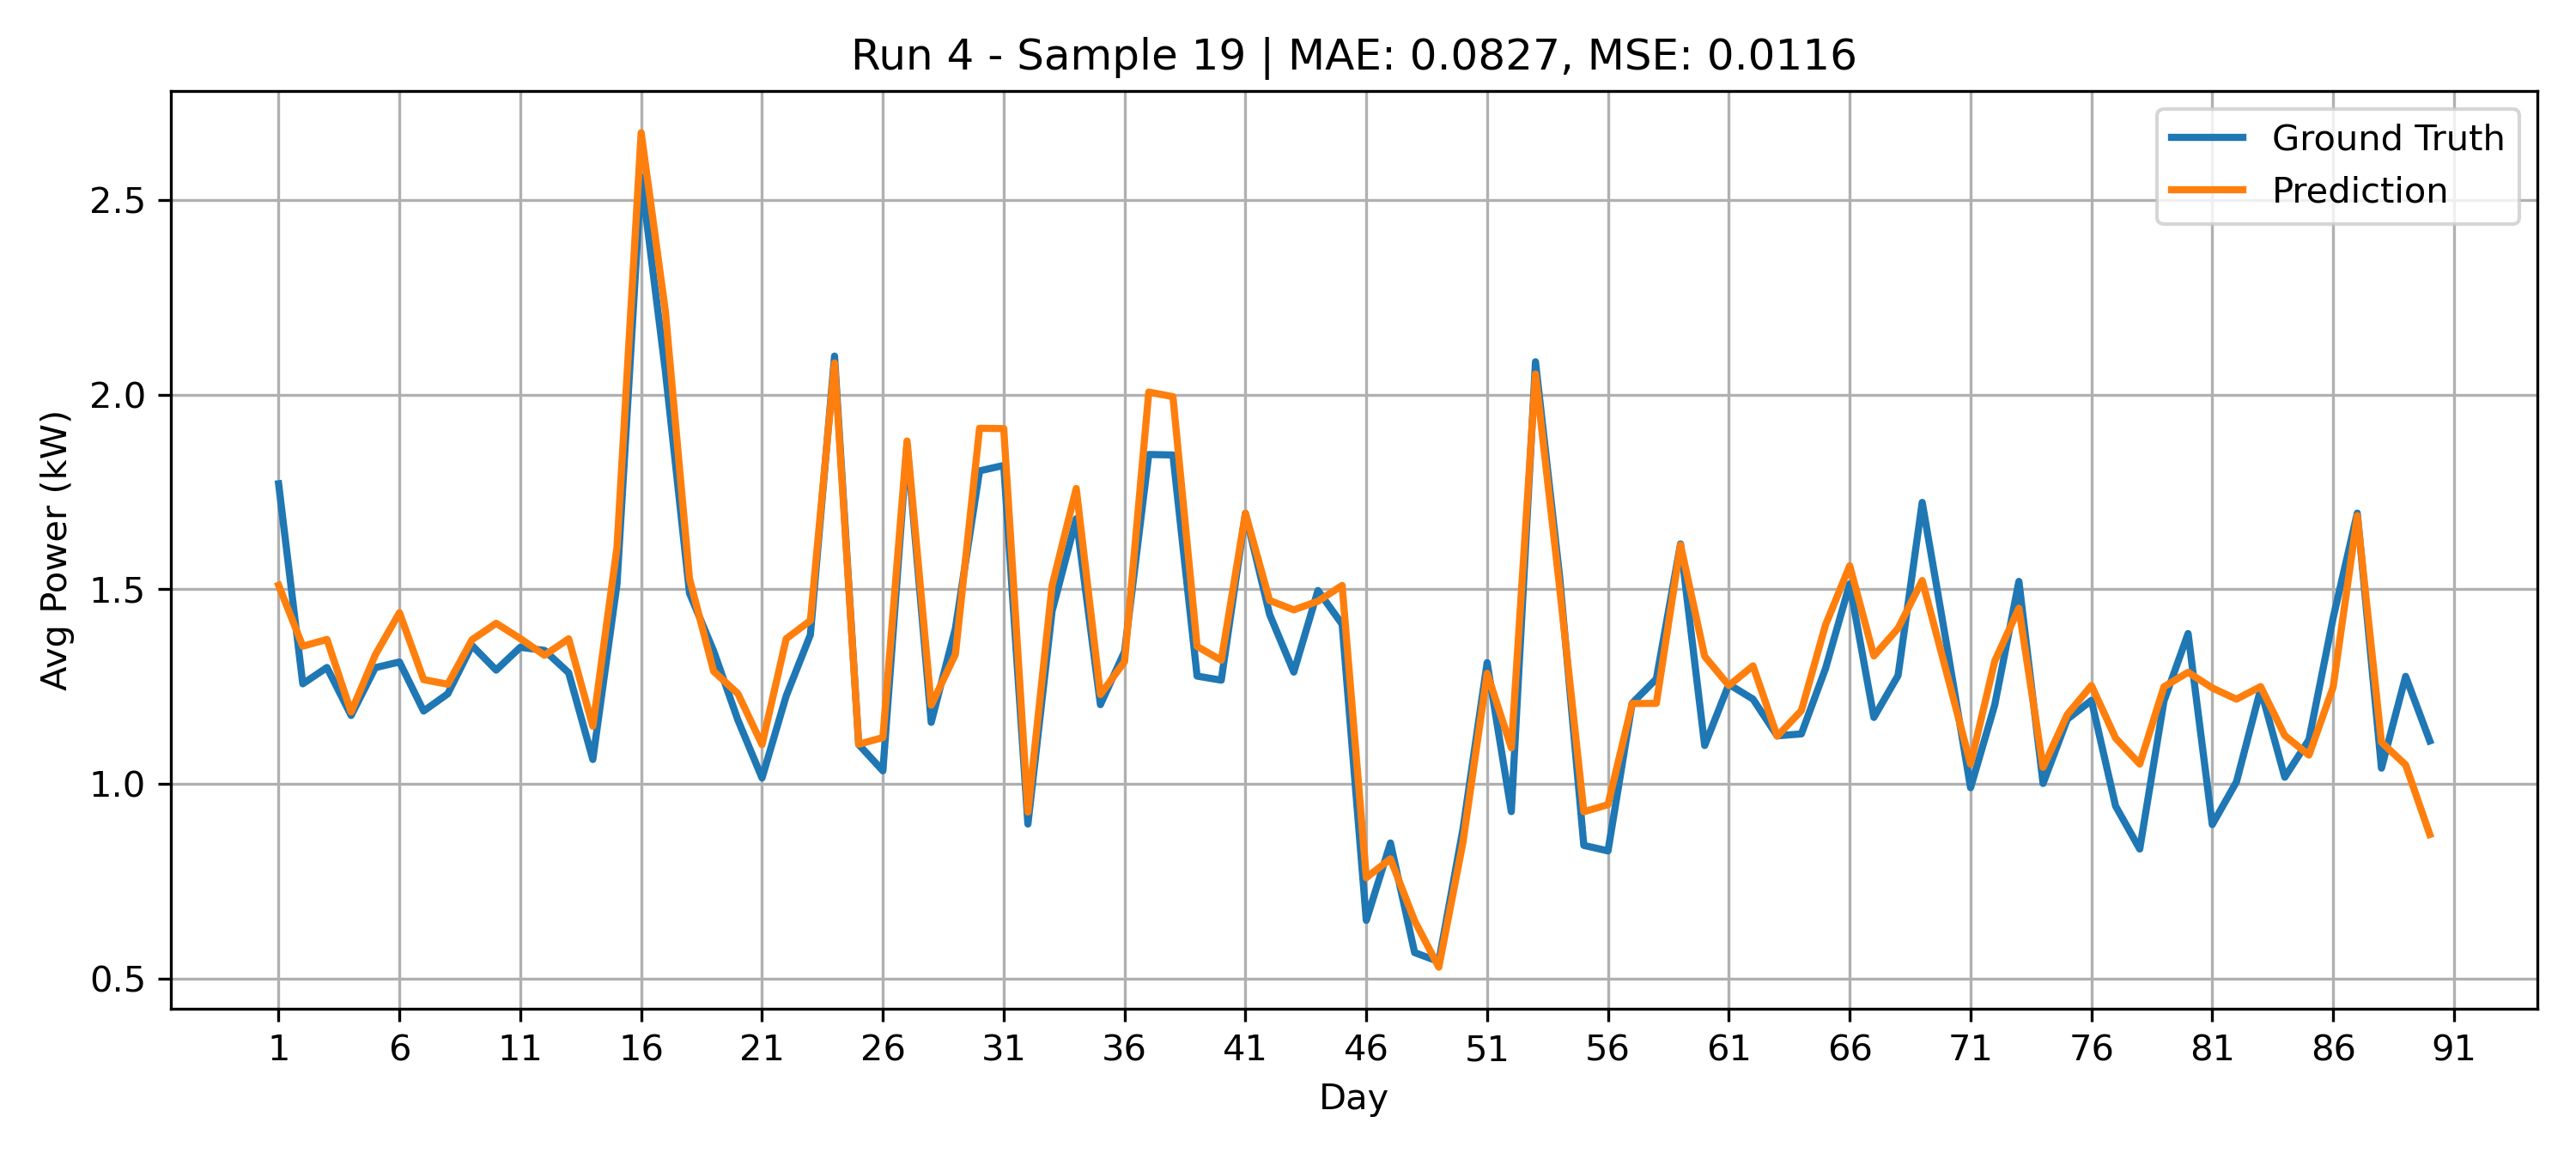 Run 4 - Sample 19 | MAE: 0.0827, MSE: 0.0116
Ground Truth
Prediction
2.5
2.0
1.5
1.0
0.5
Avg Power (kW)
1 6 11 16 21 26 31 36 41 46 51 56 61 66 71 76 81 86 91
Day